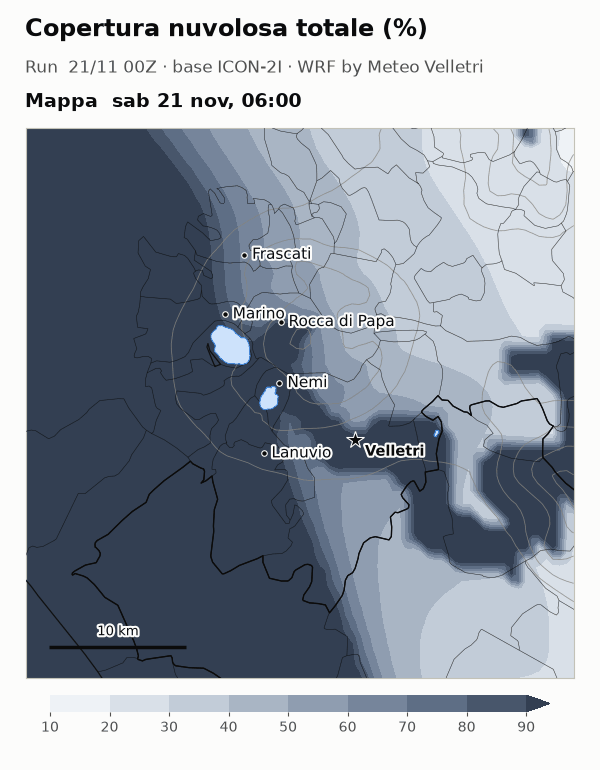 Copertura nuvolosa totale (%)
Run 21/11 00Z · base ICON-2I · WRF by Meteo Velletri
Mappa sab 21 nov, 06:00
Frascati
Marino
Rocca di Papa
Nemi
Velletri
Lanuvio
10 km
10 20 30 40 50 60 70 80 90